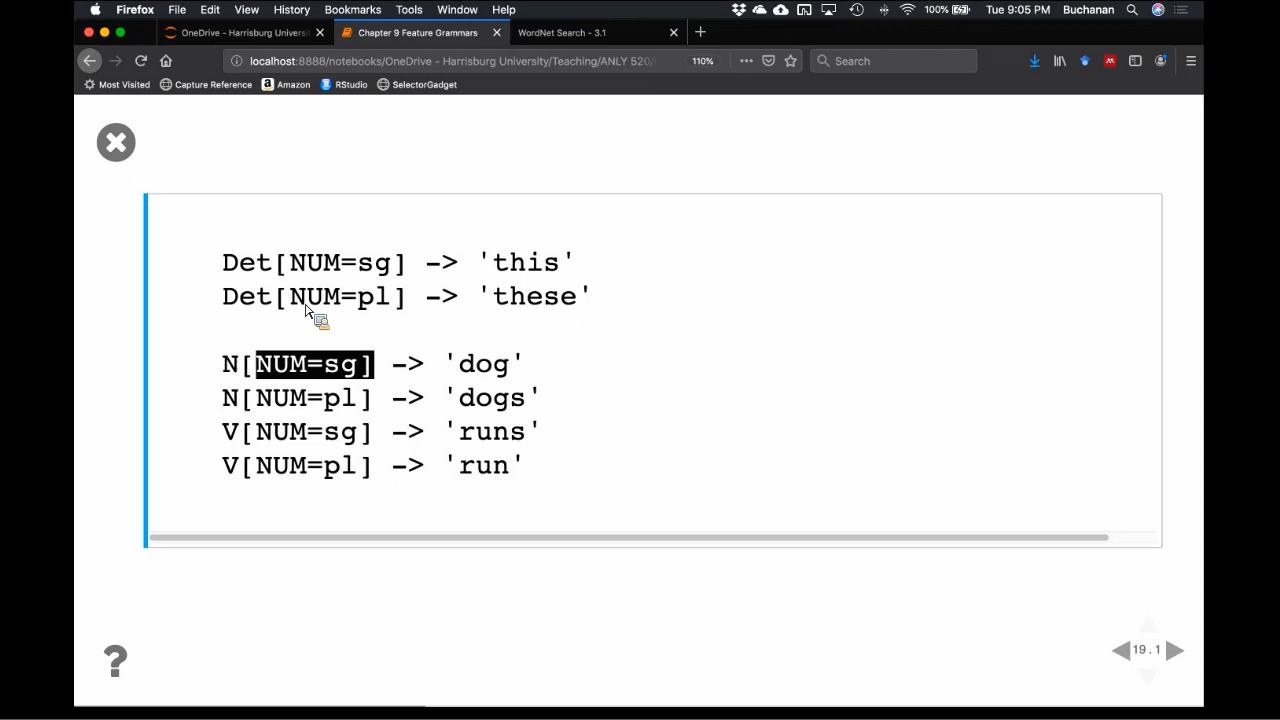 Firefox File Edit View History Bookmarks Tools Window Help 100% Tue 9:05 PM Buchanan
OneDrive - Harrisburg Universi Chapter 9 Feature Grammars WordNet Search - 3.1
localhost:8888/notebooks/OneDrive - Harrisburg University/Teaching/ANLY 520/ 110% Search
Most Visited Capture Reference Amazon RStudio SelectorGadget
Det[NUM=sg] -> 'this'
Det[NUM=pl] -> 'these'
N[NUM=sg] -> 'dog'
N[NUM=pl] -> 'dogs'
V[NUM=sg] -> 'runs'
V[NUM=pl] -> 'run'
?
19.1